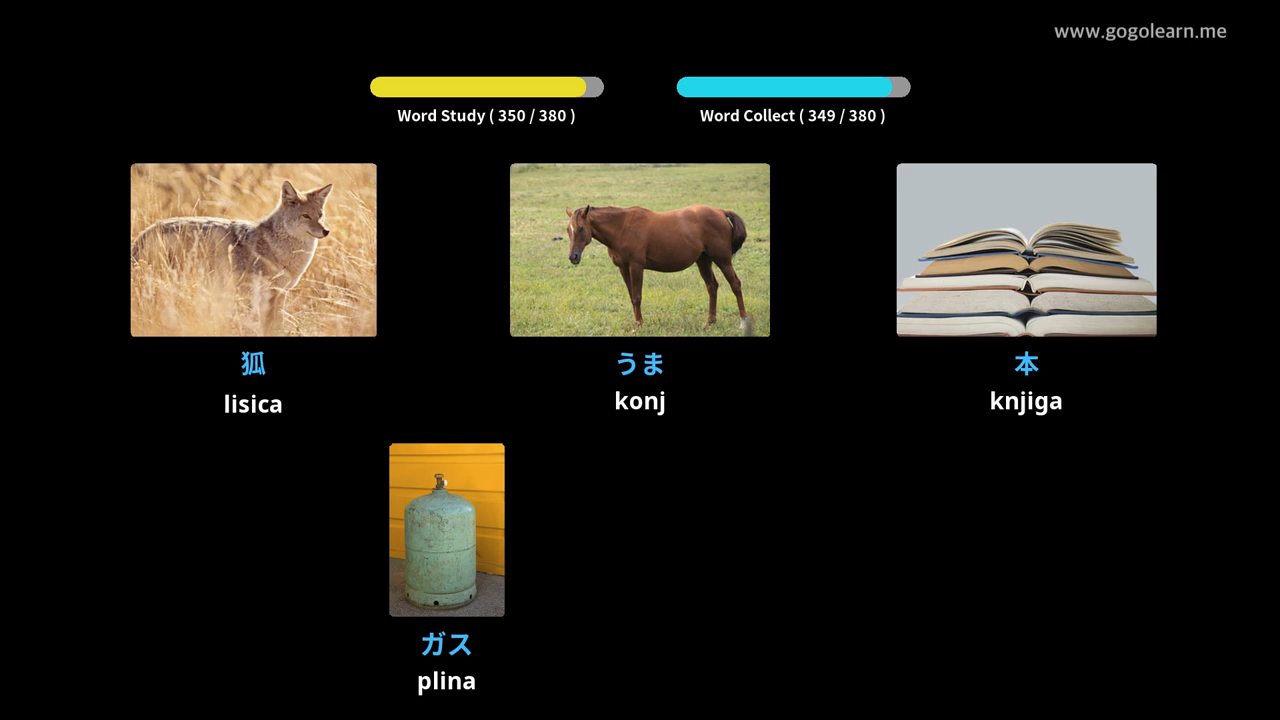 www.gogolearn.me
Word Study ( 350 / 380 )
Word Collect ( 349 / 380 )
狐
lisica
うま
konj
本
knjiga
ガス
plina